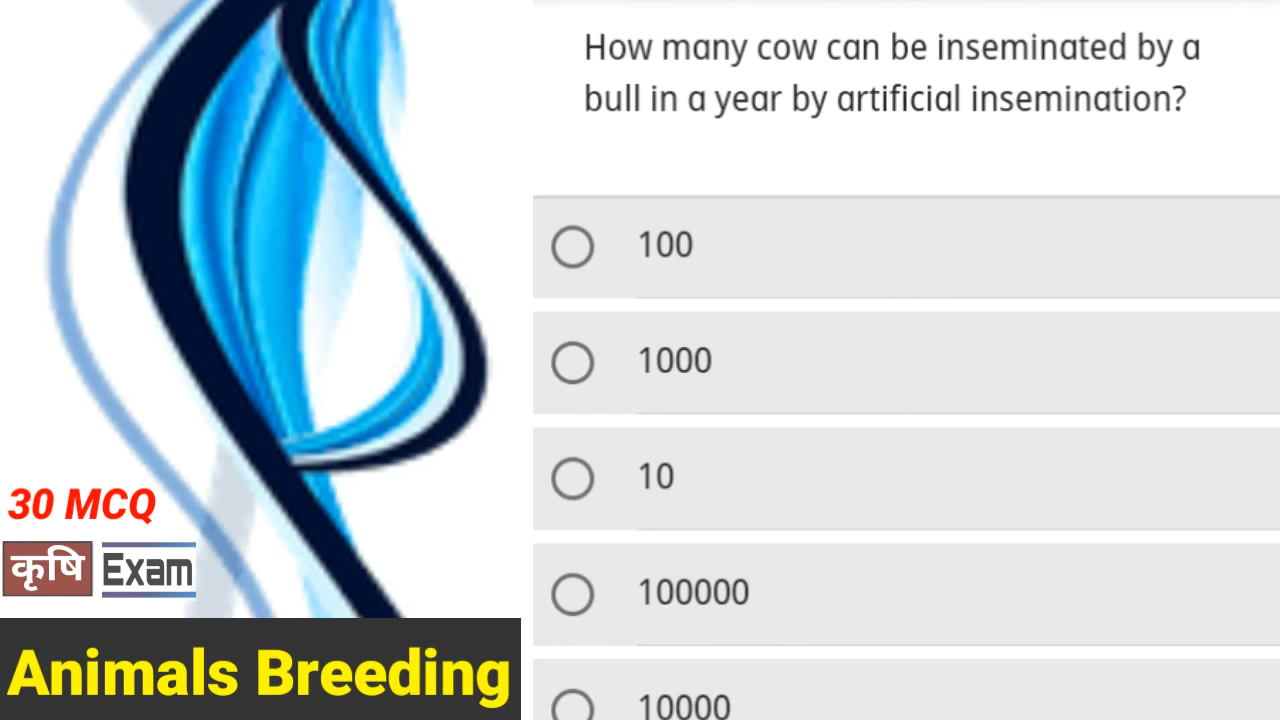 How many cow can be inseminated by a
bull in a year by artificial insemination?
100
1000
10
100000
10000
30 MCQ
कृषि Exam
Animals Breeding